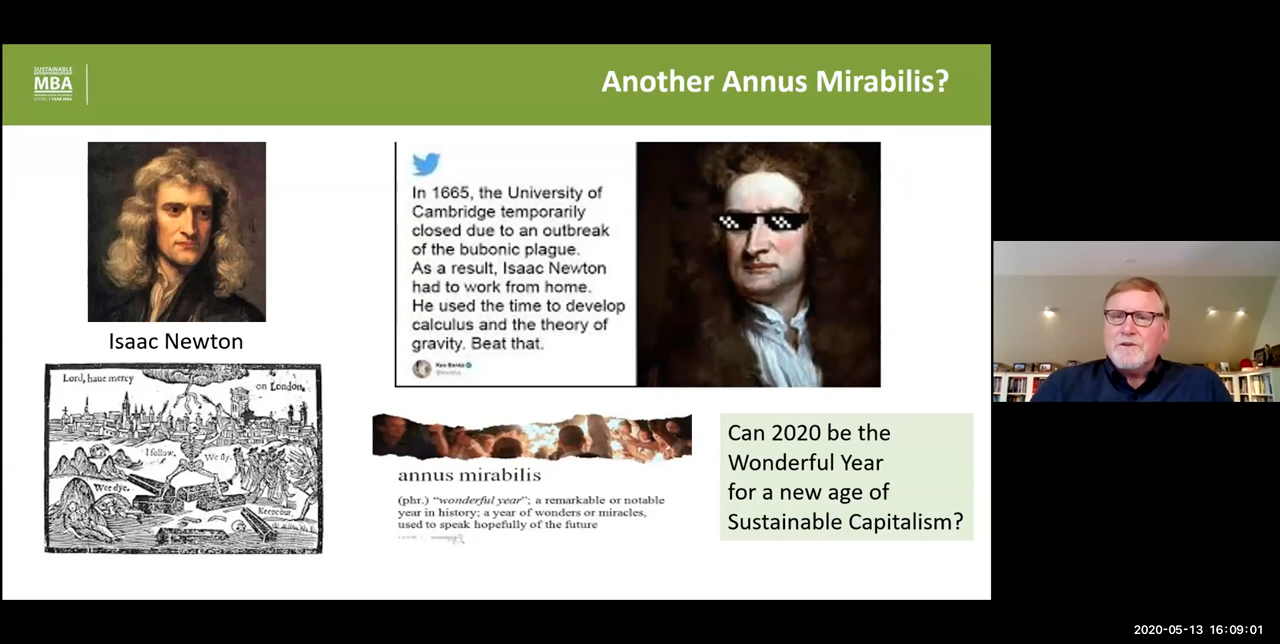 SUSTAINABLE
ENTREPRENEURSHIP
MBA
Another Annus Mirabilis?
Isaac Newton
Lord, haue mercy
on London.
I follow.
We fly.
Wee dye.
Keepe out
In 1665, the University of
Cambridge temporarily
closed due to an outbreak
of the bubonic plague.
As a result, Isaac Newton
had to work from home.
He used the time to develop
calculus and the theory of
gravity. Beat that.
annus mirabilis
(phr.) "wonderful year"; a remarkable or notable
year in history; a year of wonders or miracles,
used to speak hopefully of the future
Can 2020 be the
Wonderful Year
for a new age of
Sustainable Capitalism?
2020-05-13 16:09:01